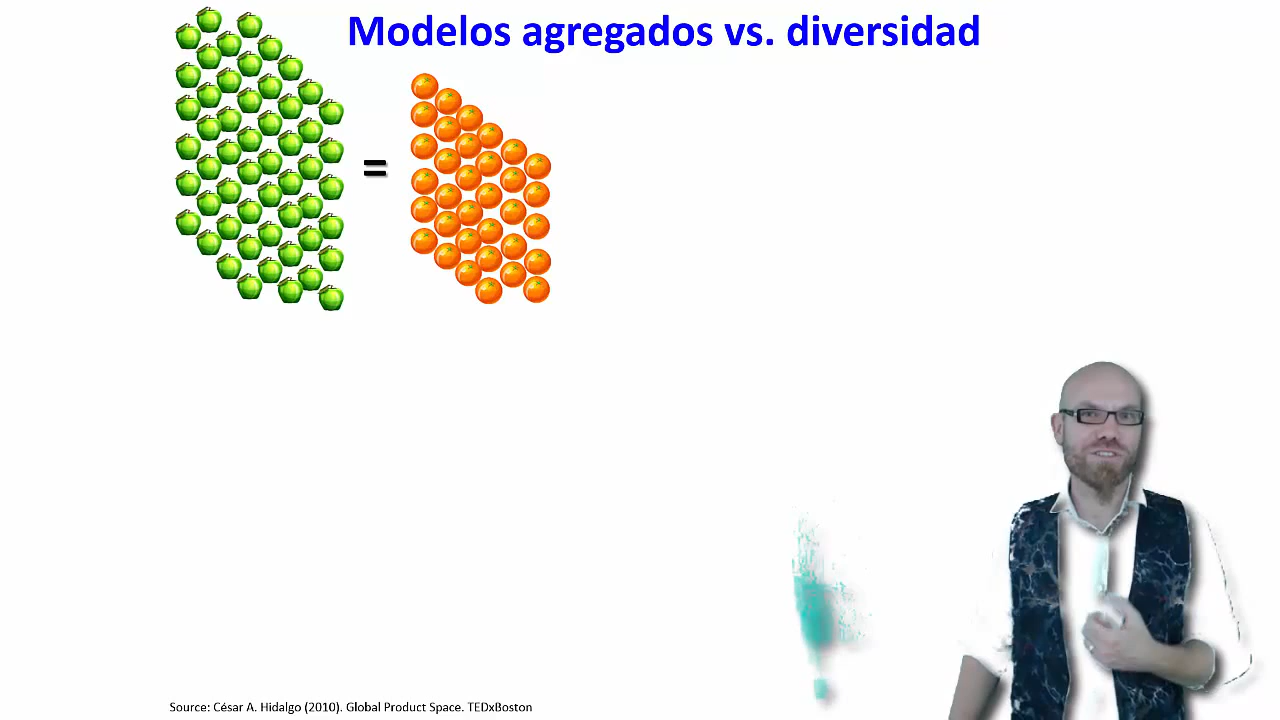 Modelos agregados vs. diversidad
=
Source: César A. Hidalgo (2010). Global Product Space. TEDxBoston